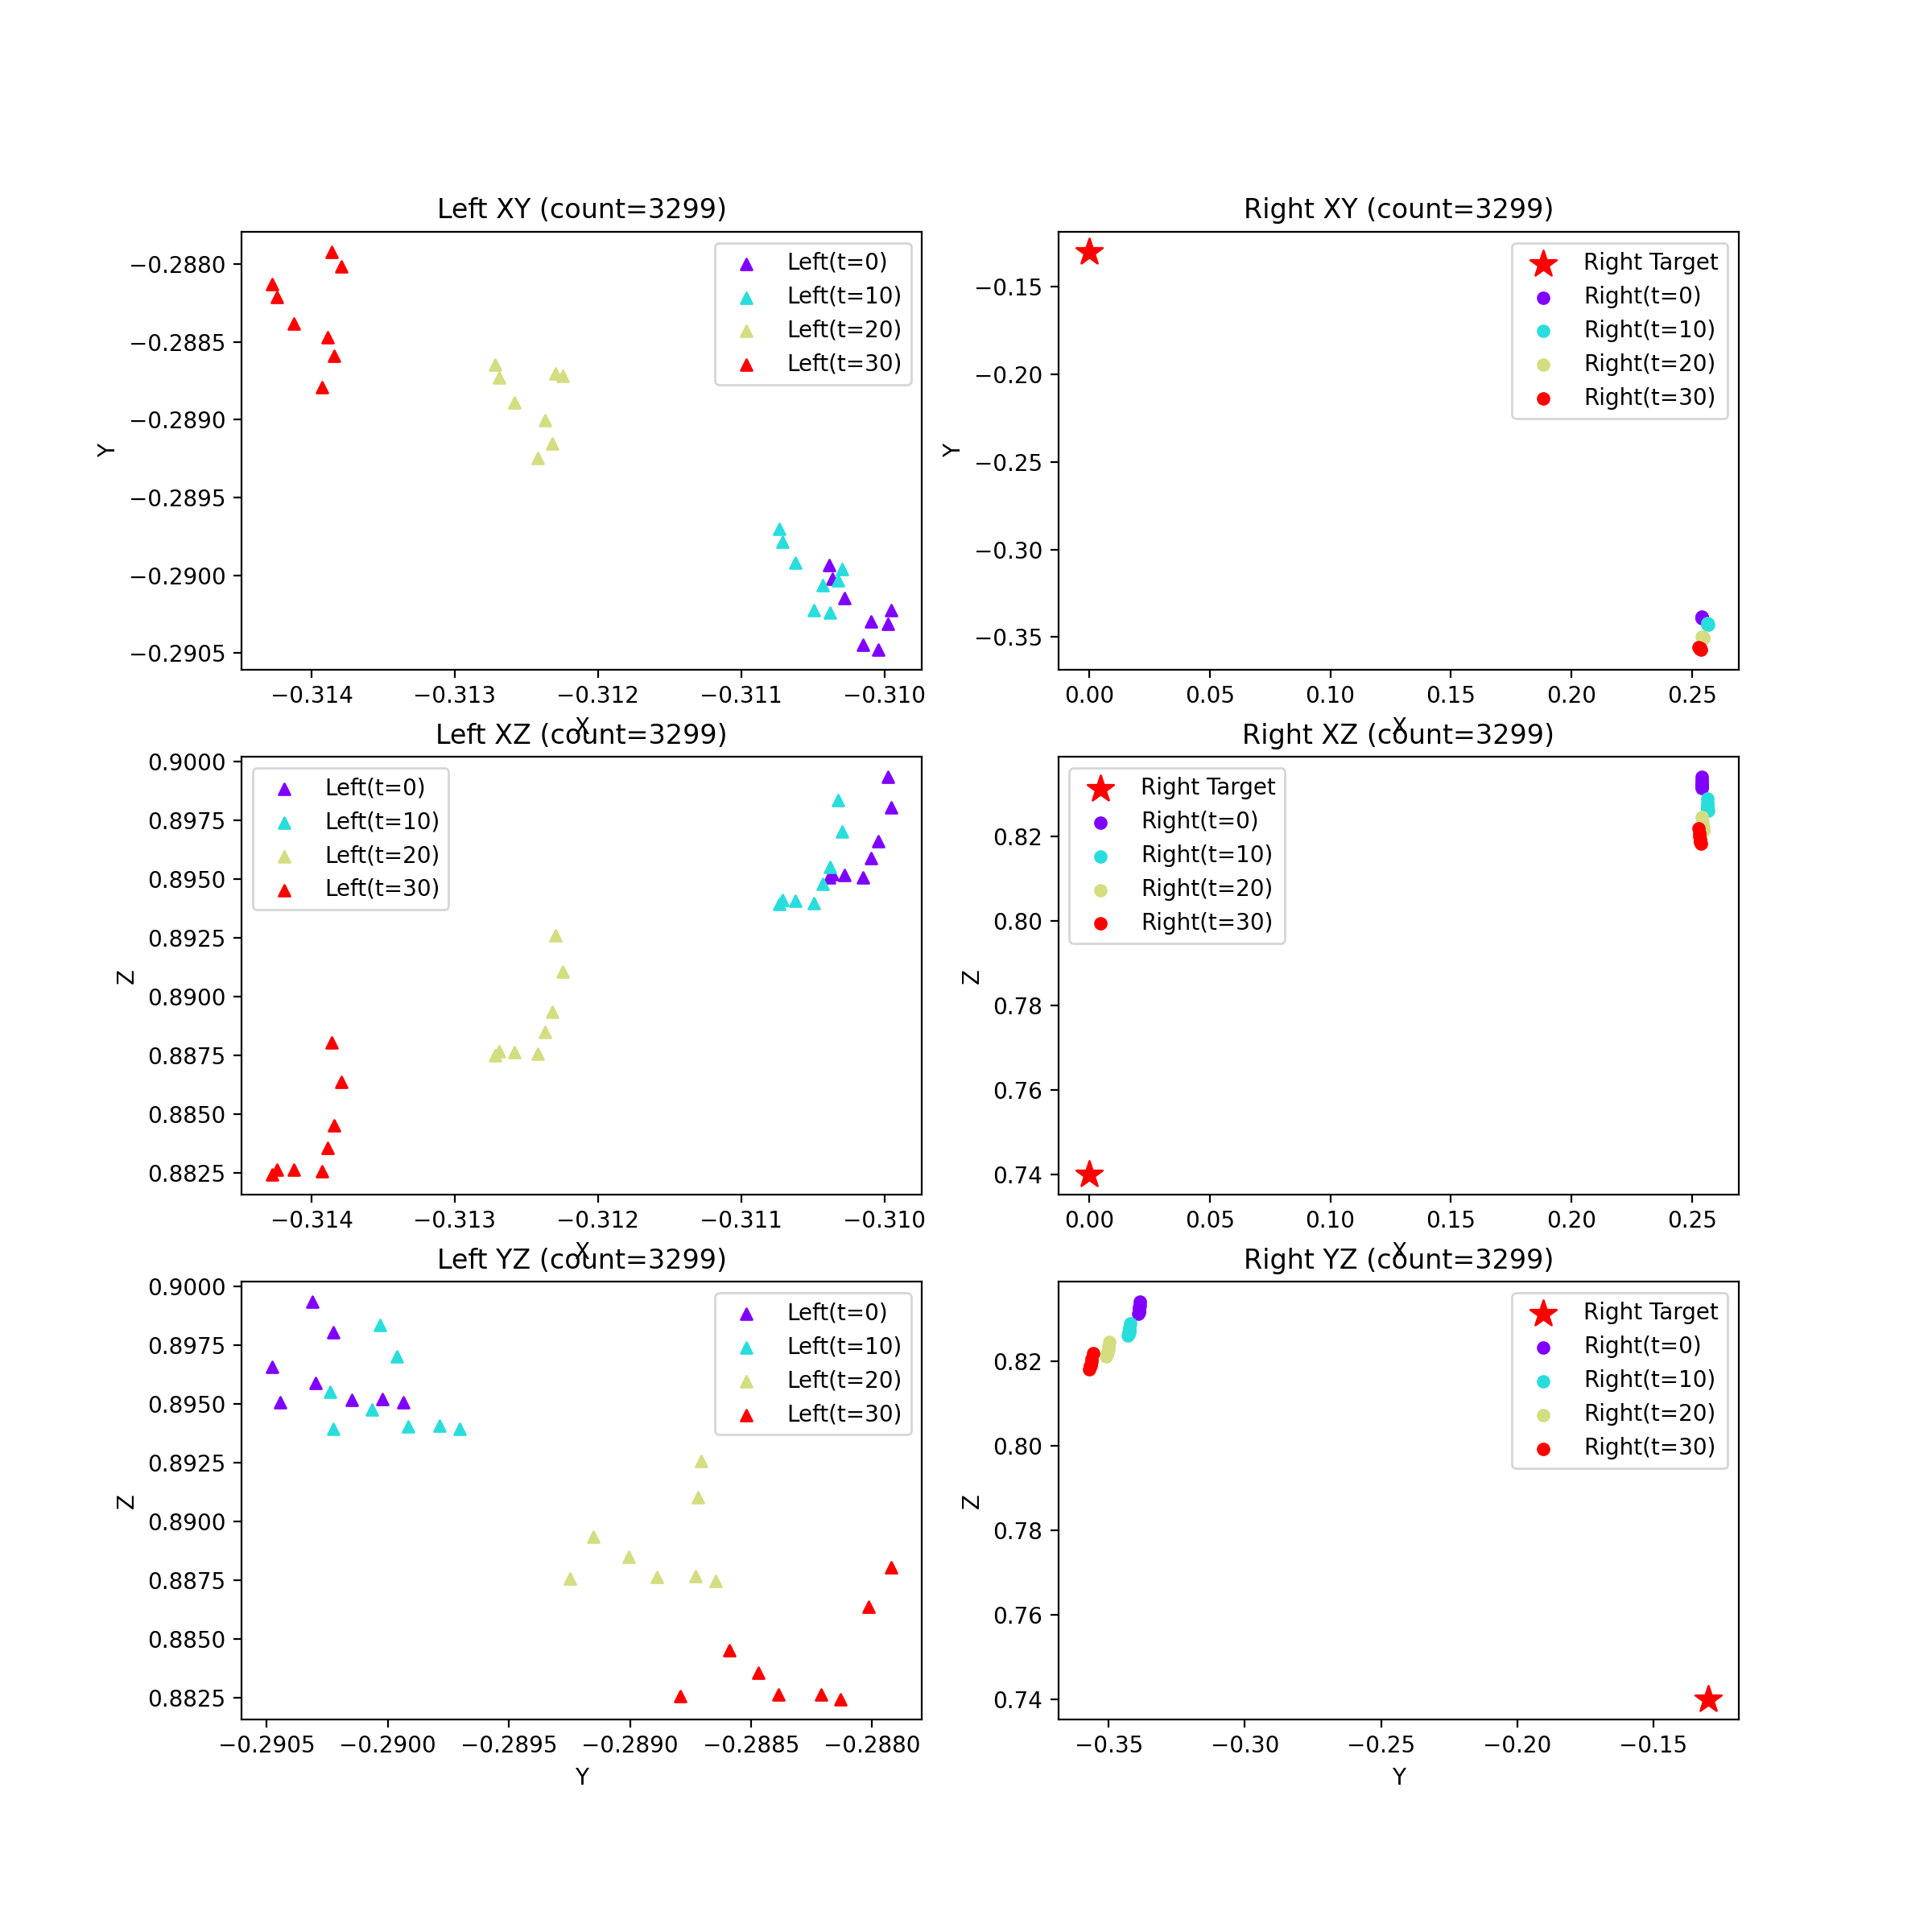 Left XY (count=3299)
Y
−0.2880
−0.2885
−0.2890
−0.2895
−0.2900
−0.2905
Left(t=0)
Left(t=10)
Left(t=20)
Left(t=30)
−0.314 −0.313 −0.312 −0.311 −0.310
X
Right XY (count=3299)
Y
−0.15
−0.20
−0.25
−0.30
−0.35
Right Target
Right(t=0)
Right(t=10)
Right(t=20)
Right(t=30)
0.00 0.05 0.10 0.15 0.20 0.25
X
Left XZ (count=3299)
Z
0.9000
0.8975
0.8950
0.8925
0.8900
0.8875
0.8850
0.8825
Left(t=0)
Left(t=10)
Left(t=20)
Left(t=30)
−0.314 −0.313 −0.312 −0.311 −0.310
X
Right XZ (count=3299)
Z
0.82
0.80
0.78
0.76
0.74
Right Target
Right(t=0)
Right(t=10)
Right(t=20)
Right(t=30)
0.00 0.05 0.10 0.15 0.20 0.25
X
Left YZ (count=3299)
Z
0.9000
0.8975
0.8950
0.8925
0.8900
0.8875
0.8850
0.8825
Left(t=0)
Left(t=10)
Left(t=20)
Left(t=30)
−0.2905 −0.2900 −0.2895 −0.2890 −0.2885 −0.2880
Y
Right YZ (count=3299)
Z
0.82
0.80
0.78
0.76
0.74
Right Target
Right(t=0)
Right(t=10)
Right(t=20)
Right(t=30)
−0.35 −0.30 −0.25 −0.20 −0.15
Y